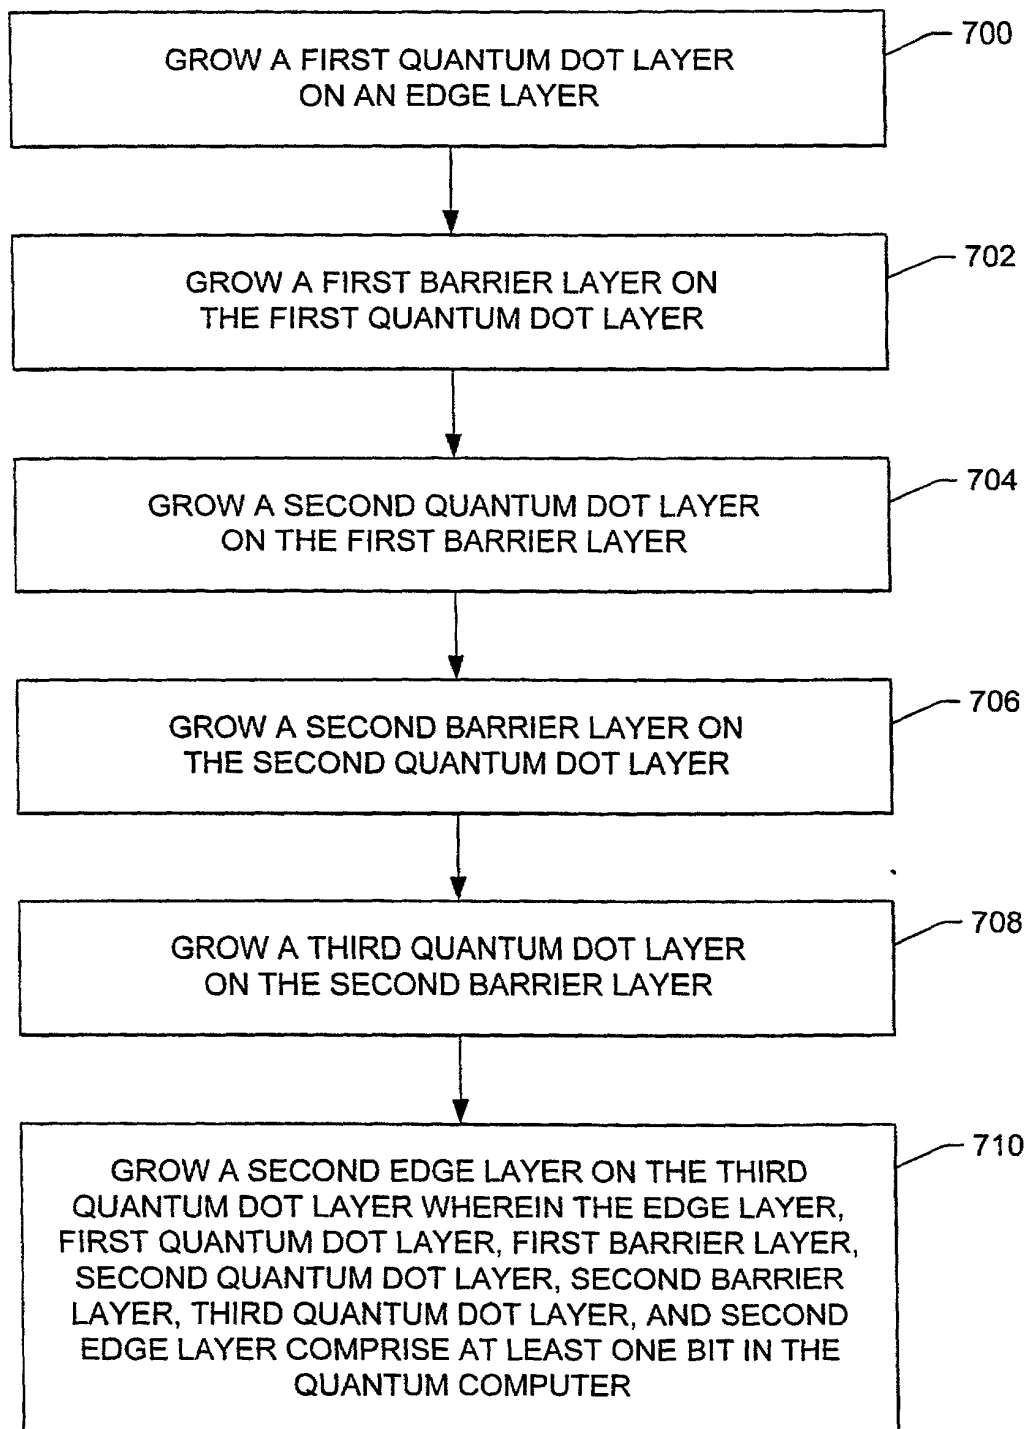 GROW A FIRST QUANTUM DOT LAYER
ON AN EDGE LAYER
700
GROW A FIRST BARRIER LAYER ON
THE FIRST QUANTUM DOT LAYER
702
GROW A SECOND QUANTUM DOT LAYER
ON THE FIRST BARRIER LAYER
704
GROW A SECOND BARRIER LAYER ON
THE SECOND QUANTUM DOT LAYER
706
GROW A THIRD QUANTUM DOT LAYER
ON THE SECOND BARRIER LAYER
708
GROW A SECOND EDGE LAYER ON THE THIRD
QUANTUM DOT LAYER WHEREIN THE EDGE LAYER,
FIRST QUANTUM DOT LAYER, FIRST BARRIER LAYER,
SECOND QUANTUM DOT LAYER, SECOND BARRIER
LAYER, THIRD QUANTUM DOT LAYER, AND SECOND
EDGE LAYER COMPRISE AT LEAST ONE BIT IN THE
QUANTUM COMPUTER
710